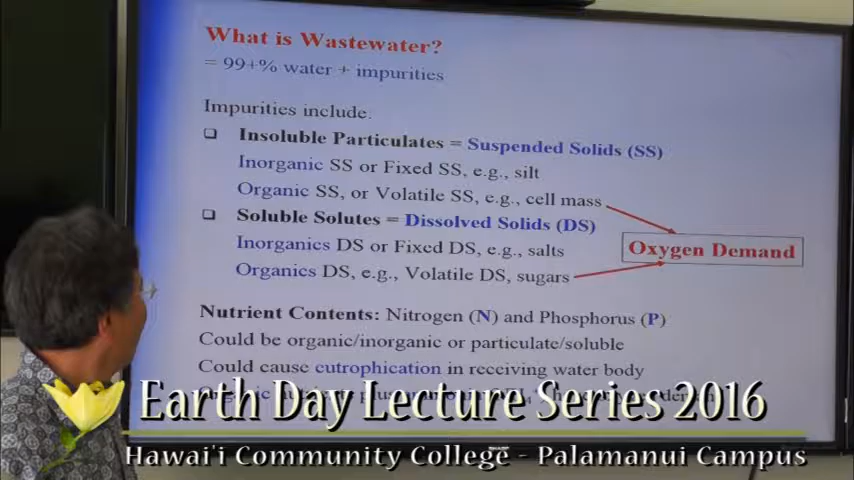 What is Wastewater?
= 99+% water + impurities
Impurities include:
❑ Insoluble Particulates = Suspended Solids (SS)
Inorganic SS or Fixed SS, e.g., silt
Organic SS, or Volatile SS, e.g., cell mass
❑ Soluble Solutes = Dissolved Solids (DS)
Inorganics DS or Fixed DS, e.g., salts
Oxygen Demand
Organics DS, e.g., Volatile DS, sugars
Nutrient Contents: Nitrogen (N) and Phosphorus (P)
Could be organic/inorganic or particulate/soluble
Could cause eutrophication in receiving water body
Earth Day Lecture Series 2016
Hawai'i Community College - Palamanui Campus